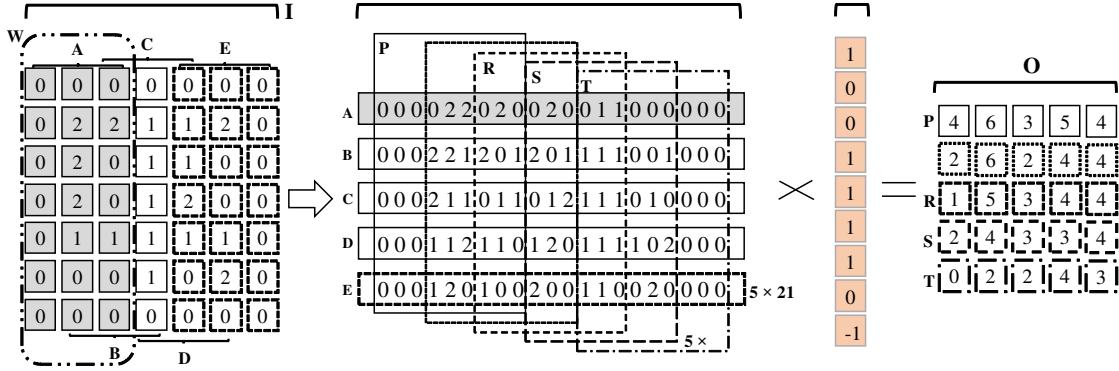 I
W
A C E
0 0 0 0 0 0 0
0 2 2 1 1 2 0
0 2 0 1 1 0 0
0 2 0 1 2 0 0
0 1 1 1 1 1 0
0 0 0 1 0 2 0
0 0 0 0 0 0 0
B D
P
R
S
T
A 0 0 0 0 2 2 0 2 0 0 2 0 0 1 1 0 0 0 0 0 0
B 0 0 0 2 2 1 2 0 1 2 0 1 1 1 1 0 0 1 0 0 0
C 0 0 0 2 1 1 0 1 1 0 1 2 1 1 1 0 1 0 0 0 0
D 0 0 0 1 1 2 1 1 0 1 2 0 1 1 1 1 0 2 0 0 0
E 0 0 0 1 2 0 1 0 0 2 0 0 1 1 0 0 2 0 0 0 0
5 × 21
5 ×
1
0
0
1
1
1
1
0
-1
O
P 4 6 3 5 4
2 6 2 4 4
R 1 5 3 4 4
S 2 4 3 3 4
T 0 2 2 4 3